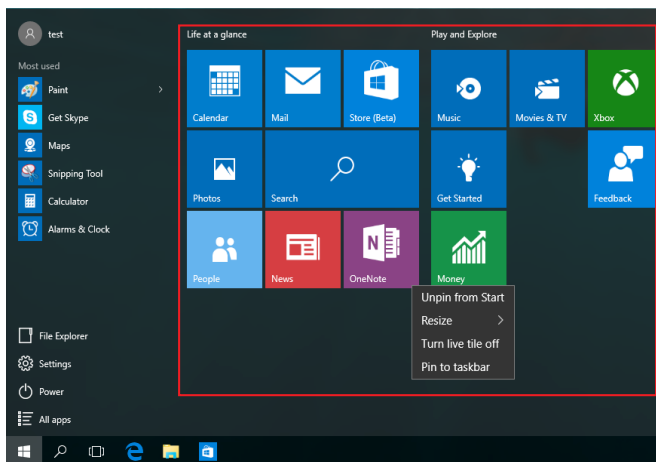 test
Most used
Paint
Get Skype
Maps
Snipping Tool
Calculator
Alarms & Clock
File Explorer
Settings
Power
All apps
Life at a glance
Calendar
Mail
Store (Beta)
Photos
Search
People
News
OneNote
Play and Explore
Music
Movies & TV
Xbox
Get Started
Feedback
Money
Unpin from Start
Resize
Turn live tile off
Pin to taskbar